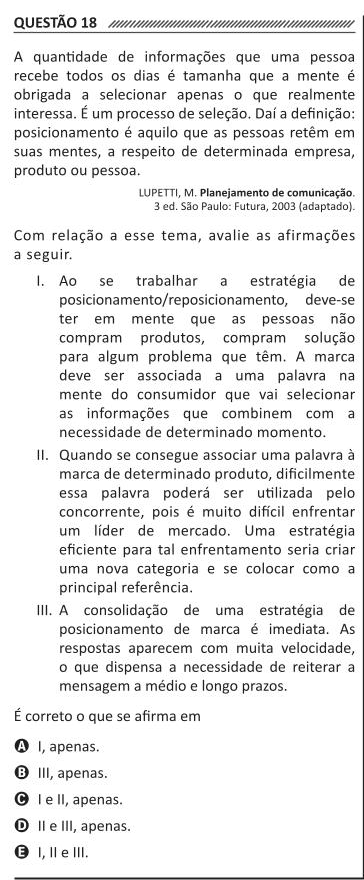 QUESTÃO 18
A quantidade de informações que uma pessoa
recebe todos os dias é tamanha que a mente é
obrigada a selecionar apenas o que realmente
interessa. É um processo de seleção. Daí a definição:
posicionamento é aquilo que as pessoas retêm em
suas mentes, a respeito de determinada empresa,
produto ou pessoa.
LUPETTI, M. Planejamento de comunicação.
3 ed. São Paulo: Futura, 2003 (adaptado).
Com relação a esse tema, avalie as afirmações
a seguir.
I. Ao se trabalhar a estratégia de
posicionamento/reposicionamento, deve-se
ter em mente que as pessoas não
compram produtos, compram solução
para algum problema que têm. A marca
deve ser associada a uma palavra na
mente do consumidor que vai selecionar
as informações que combinem com a
necessidade de determinado momento.
II. Quando se consegue associar uma palavra à
marca de determinado produto, dificilmente
essa palavra poderá ser utilizada pelo
concorrente, pois é muito difícil enfrentar
um líder de mercado. Uma estratégia
eficiente para tal enfrentamento seria criar
uma nova categoria e se colocar como a
principal referência.
III. A consolidação de uma estratégia de
posicionamento de marca é imediata. As
respostas aparecem com muita velocidade,
o que dispensa a necessidade de reiterar a
mensagem a médio e longo prazos.
É correto o que se afirma em
A I, apenas.
B III, apenas.
C I e II, apenas.
D II e III, apenas.
E I, II e III.